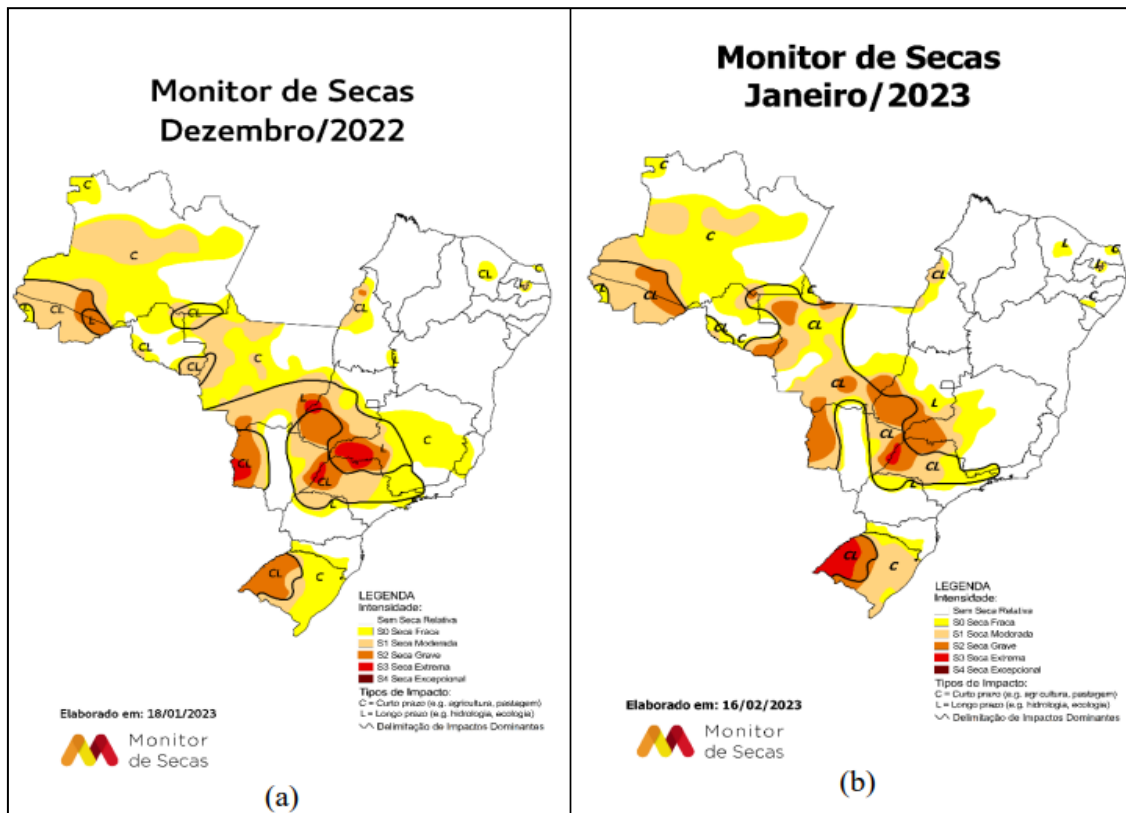 Monitor de Secas
Dezembro/2022
C
C
CL
L
C
CL
L
CL
L
L
CL
CL
CL
C
CL
L
L
C
L
CL
CL
L
CL
C
LEGENDA
Intensidade:
Sem Seca Relativa
S0 Seca Fraca
S1 Seca Moderada
S2 Seca Grave
S3 Seca Extrema
S4 Seca Excepcional
Tipos de Impacto:
C = Curto prazo (e.g. agricultura, pastagem)
L = Longo prazo (e.g. hidrologia, ecologia)
Delimitação de Impactos Dominantes
Elaborado em: 18/01/2023
Monitor
de Secas
(a)
Monitor de Secas
Janeiro/2023
C
C
L
C
L
CL
CL
C
L
C
CL
L
CL
C
CL
L
CL
CL
L
CL
C
LEGENDA
Intensidade:
Sem Seca Relativa
S0 Seca Fraca
S1 Seca Moderada
S2 Seca Grave
S3 Seca Extrema
S4 Seca Excepcional
Tipos de Impacto:
C = Curto prazo (e.g. agricultura, pastagem)
L = Longo prazo (e.g. hidrologia, ecologia)
Delimitação de Impactos Dominantes
Elaborado em: 16/02/2023
Monitor
de Secas
(b)